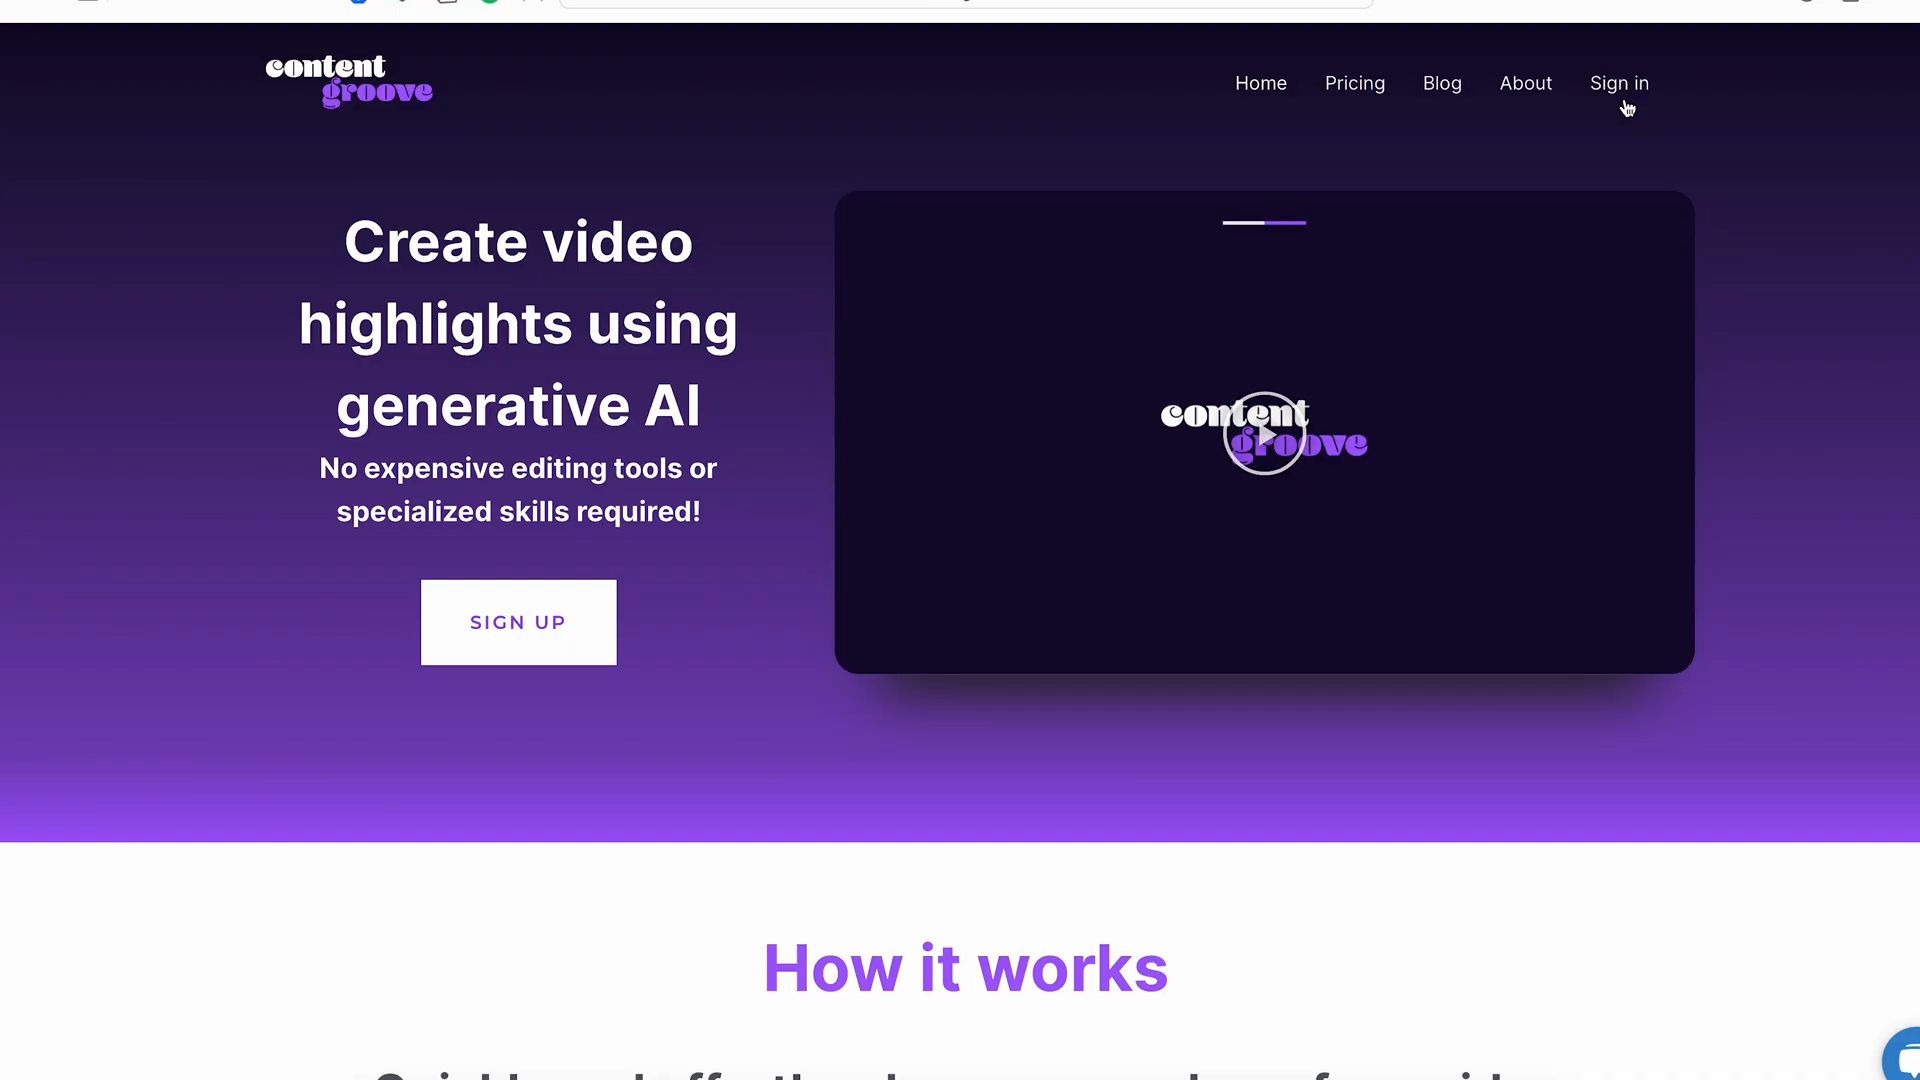 content
groove
Home Pricing Blog About Sign in
Create video
highlights using
generative AI
No expensive editing tools or
specialized skills required!
SIGN UP
content
groove
How it works